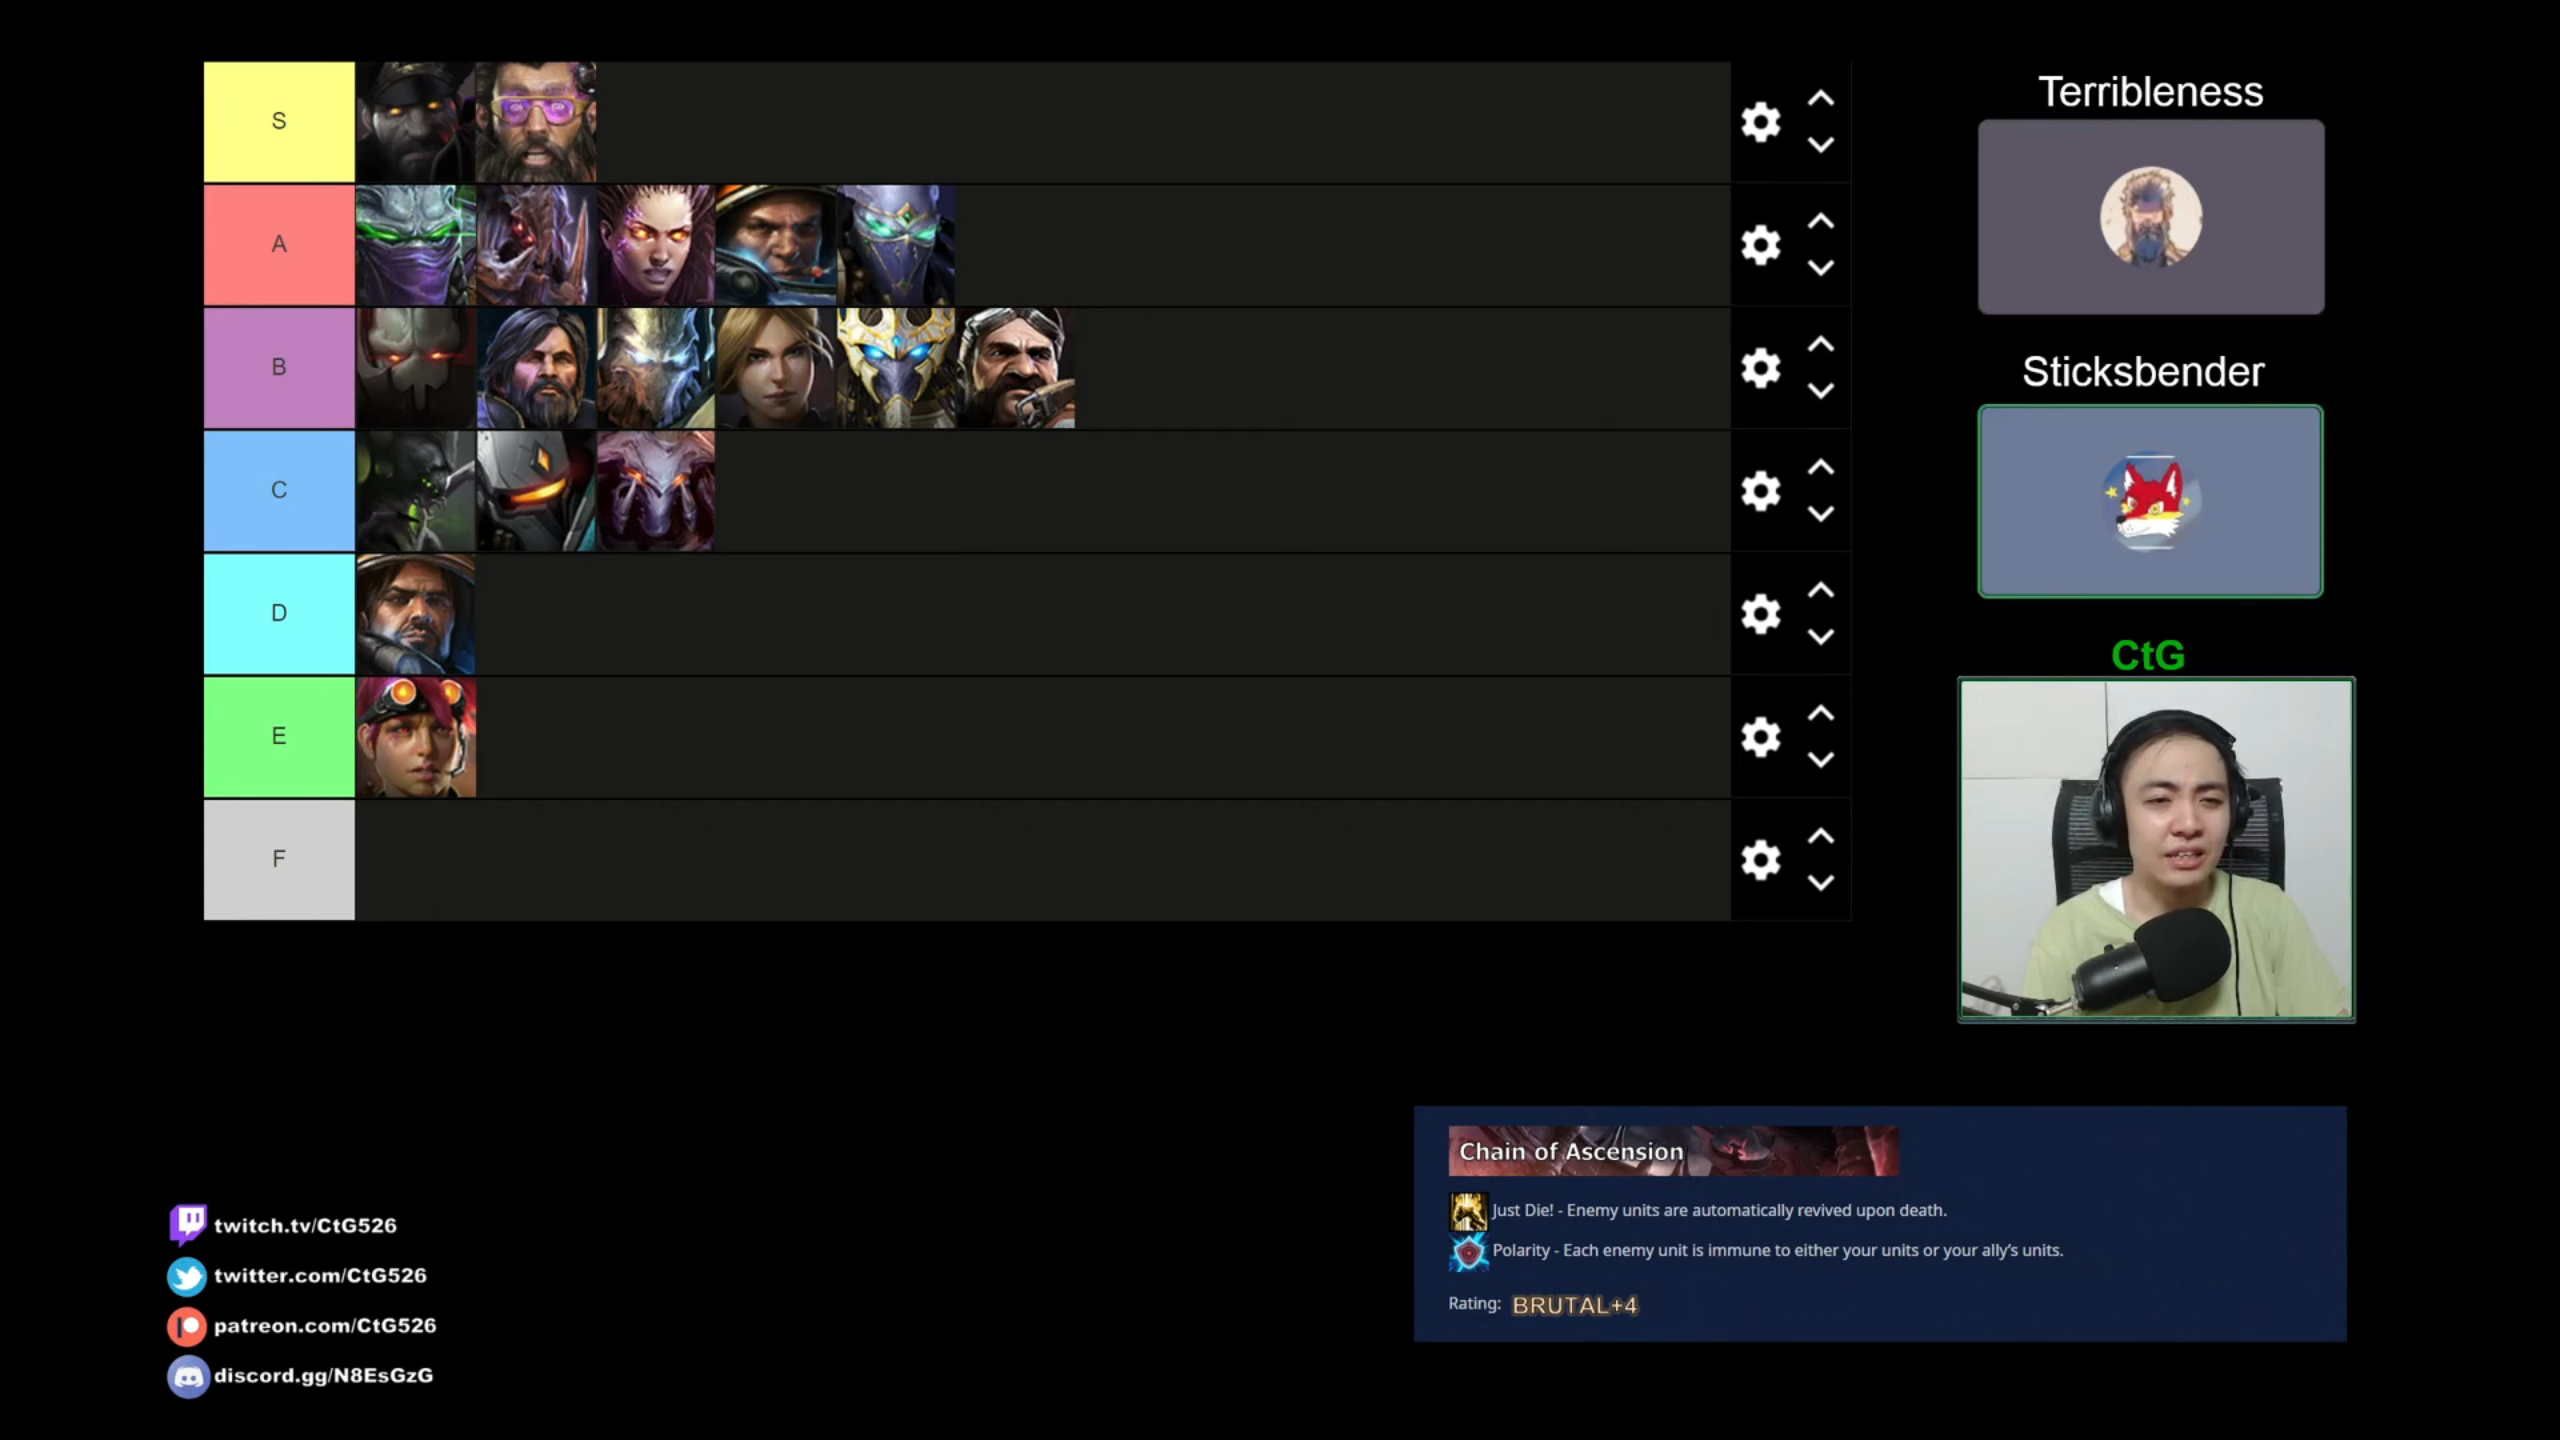 S
A
B
C
D
E
F
Terribleness
Sticksbender
CtG
Chain of Ascension
Just Die! - Enemy units are automatically revived upon death.
Polarity - Each enemy unit is immune to either your units or your ally's units.
Rating: BRUTAL+4
twitch.tv/CtG526
twitter.com/CtG526
patreon.com/CtG526
discord.gg/N8EsGzG